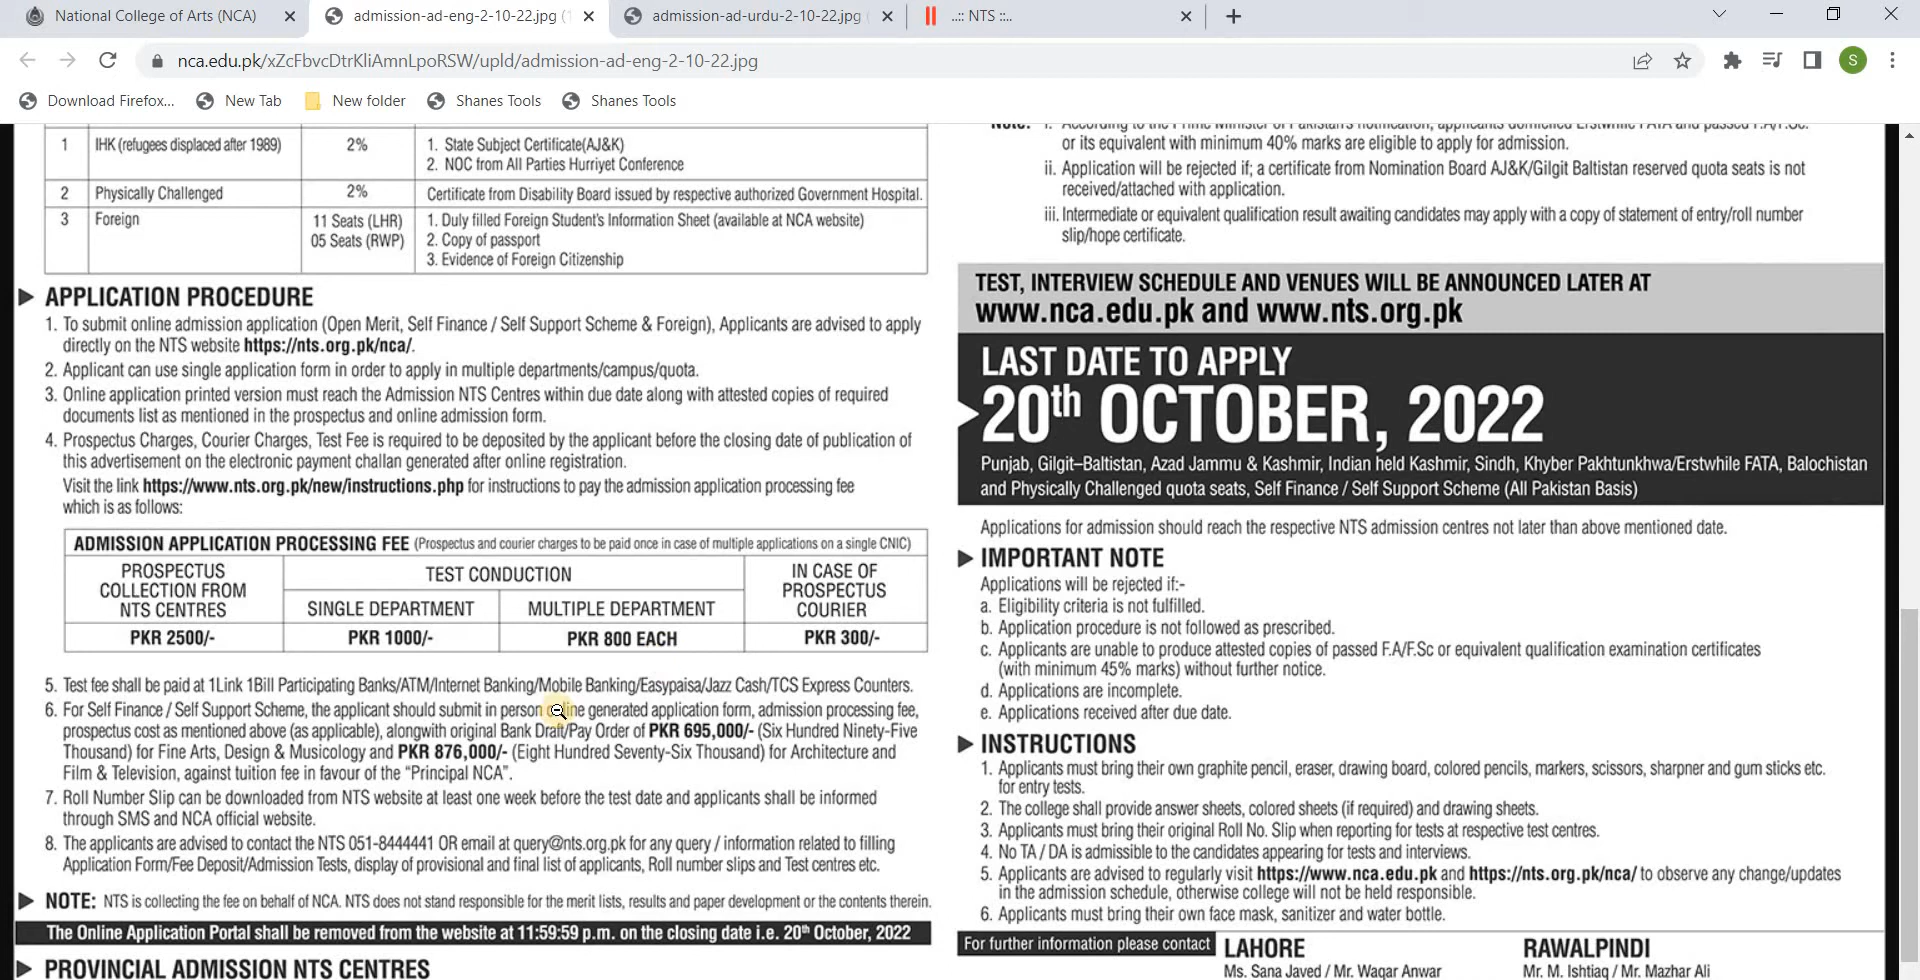 National College of Arts (NCA)
admission-ad-eng-2-10-22.jpg (
admission-ad-urdu-2-10-22.jpg
..:: NTS ::..
nca.edu.pk/xZcFbvcDtrKliAmnLpoRSW/upld/admission-ad-eng-2-10-22.jpg
S
Download Firefox...
New Tab
New folder
Shanes Tools
Shanes Tools
1 IHK (refugees displaced after 1989) 2% 1. State Subject Certificate(AJ&K)
2. NOC from All Parties Hurriyet Conference
2 Physically Challenged 2% Certificate from Disability Board issued by respective authorized Government Hospital.
3 Foreign 11 Seats (LHR) 1. Duly filled Foreign Student's Information Sheet (available at NCA website)
05 Seats (RWP) 2. Copy of passport
3. Evidence of Foreign Citizenship
APPLICATION PROCEDURE
1. To submit online admission application (Open Merit, Self Finance / Self Support Scheme & Foreign), Applicants are advised to apply
directly on the NTS website https://nts.org.pk/nca/.
2. Applicant can use single application form in order to apply in multiple departments/campus/quota.
3. Online application printed version must reach the Admission NTS Centres within due date along with attested copies of required
documents list as mentioned in the prospectus and online admission form.
4. Prospectus Charges, Courier Charges, Test Fee is required to be deposited by the applicant before the closing date of publication of
this advertisement on the electronic payment challan generated after online registration.
Visit the link https://www.nts.org.pk/new/instructions.php for instructions to pay the admission application processing fee
which is as follows:
ADMISSION APPLICATION PROCESSING FEE (Prospectus and courier charges to be paid once in case of multiple applications on a single CNIC)
PROSPECTUS COLLECTION FROM NTS CENTRES
TEST CONDUCTION
SINGLE DEPARTMENT MULTIPLE DEPARTMENT
IN CASE OF PROSPECTUS COURIER
PKR 2500/- PKR 1000/- PKR 800 EACH PKR 300/-
5. Test fee shall be paid at 1Link 1Bill Participating Banks/ATM/Internet Banking/Mobile Banking/Easypaisa/Jazz Cash/TCS Express Counters.
6. For Self Finance / Self Support Scheme, the applicant should submit in person online generated application form, admission processing fee,
prospectus cost as mentioned above (as applicable), alongwith original Bank Draft/Pay Order of PKR 695,000/- (Six Hundred Ninety-Five
Thousand) for Fine Arts, Design & Musicology and PKR 876,000/- (Eight Hundred Seventy-Six Thousand) for Architecture and
Film & Television, against tuition fee in favour of the "Principal NCA".
7. Roll Number Slip can be downloaded from NTS website at least one week before the test date and applicants shall be informed
through SMS and NCA official website.
8. The applicants are advised to contact the NTS 051-8444441 OR email at query@nts.org.pk for any query / information related to filling
Application Form/Fee Deposit/Admission Tests, display of provisional and final list of applicants, Roll number slips and Test centres etc.
NOTE: NTS is collecting the fee on behalf of NCA. NTS does not stand responsible for the merit lists, results and paper development or the contents therein.
The Online Application Portal shall be removed from the website at 11:59:59 p.m. on the closing date i.e. 20th October, 2022
PROVINCIAL ADMISSION NTS CENTRES
Note: i. According to the Prime Minister of Pakistan's notification, applicants domiciled Erstwhile FATA and passed F.A/F.Sc.
or its equivalent with minimum 40% marks are eligible to apply for admission.
ii. Application will be rejected if; a certificate from Nomination Board AJ&K/Gilgit Baltistan reserved quota seats is not
received/attached with application.
iii. Intermediate or equivalent qualification result awaiting candidates may apply with a copy of statement of entry/roll number
slip/hope certificate.
TEST, INTERVIEW SCHEDULE AND VENUES WILL BE ANNOUNCED LATER AT
www.nca.edu.pk and www.nts.org.pk
LAST DATE TO APPLY
20th OCTOBER, 2022
Punjab, Gilgit–Baltistan, Azad Jammu & Kashmir, Indian held Kashmir, Sindh, Khyber Pakhtunkhwa/Erstwhile FATA, Balochistan
and Physically Challenged quota seats, Self Finance / Self Support Scheme (All Pakistan Basis)
Applications for admission should reach the respective NTS admission centres not later than above mentioned date.
IMPORTANT NOTE
Applications will be rejected if:-
a. Eligibility criteria is not fulfilled.
b. Application procedure is not followed as prescribed.
c. Applicants are unable to produce attested copies of passed F.A/F.Sc or equivalent qualification examination certificates
(with minimum 45% marks) without further notice.
d. Applications are incomplete.
e. Applications received after due date.
INSTRUCTIONS
1. Applicants must bring their own graphite pencil, eraser, drawing board, colored pencils, markers, scissors, sharpner and gum sticks etc.
for entry tests.
2. The college shall provide answer sheets, colored sheets (if required) and drawing sheets.
3. Applicants must bring their original Roll No. Slip when reporting for tests at respective test centres.
4. No TA / DA is admissible to the candidates appearing for tests and interviews.
5. Applicants are advised to regularly visit https://www.nca.edu.pk and https://nts.org.pk/nca/ to observe any change/updates
in the admission schedule, otherwise college will not be held responsible.
6. Applicants must bring their own face mask, sanitizer and water bottle.
For further information please contact LAHORE RAWALPINDI
Ms. Sana Javed / Mr. Waqar Anwar Mr. M. Ishtiaq / Mr. Mazhar Ali